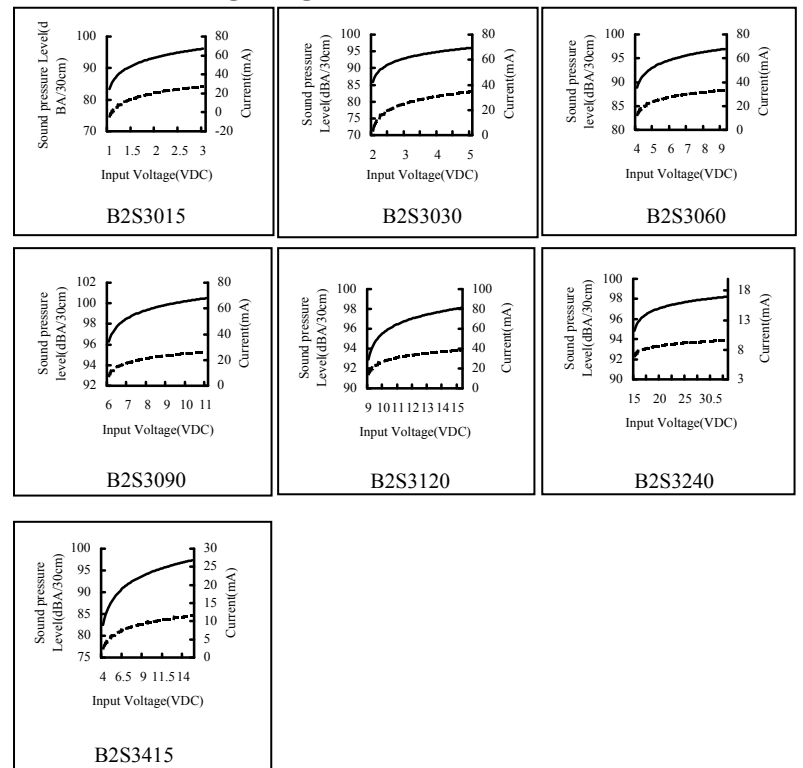 Sound pressure Level(d
BA/30cm)
100
90
80
70
80
60
40
20
0
-20
Current(mA)
1 1.5 2 2.5 3
Input Voltage(VDC)
B2S3015
Sound pressure
Level(dBA/30cm)
100
95
90
85
80
75
70
80
60
40
20
0
Current(mA)
2 3 4 5
Input Voltage(VDC)
B2S3030
Sound pressure
level(dBA/30cm)
100
95
90
85
80
80
60
40
20
0
Current(mA)
4 5 6 7 8 9
Input Voltage(VDC)
B2S3060
Sound pressure
level(dBA/30cm)
102
100
98
96
94
92
80
60
40
20
0
Current(mA)
6 7 8 9 10 11
Input Voltage(VDC)
B2S3090
Sound pressure
Level(dBA/30cm)
100
98
96
94
92
90
100
80
60
40
20
0
Current(mA)
9 10 11 12 13 14 15
Input Voltage(VDC)
B2S3120
Sound pressure
Level(dBA/30cm)
100
98
96
94
92
90
18
13
8
3
Current(mA)
15 20 25 30.5
Input Voltage(VDC)
B2S3240
Sound pressure
Level(dBA/30cm)
100
95
90
85
80
75
30
25
20
15
10
5
0
Current(mA)
4 6.5 9 11.5 14
Input Voltage(VDC)
B2S3415